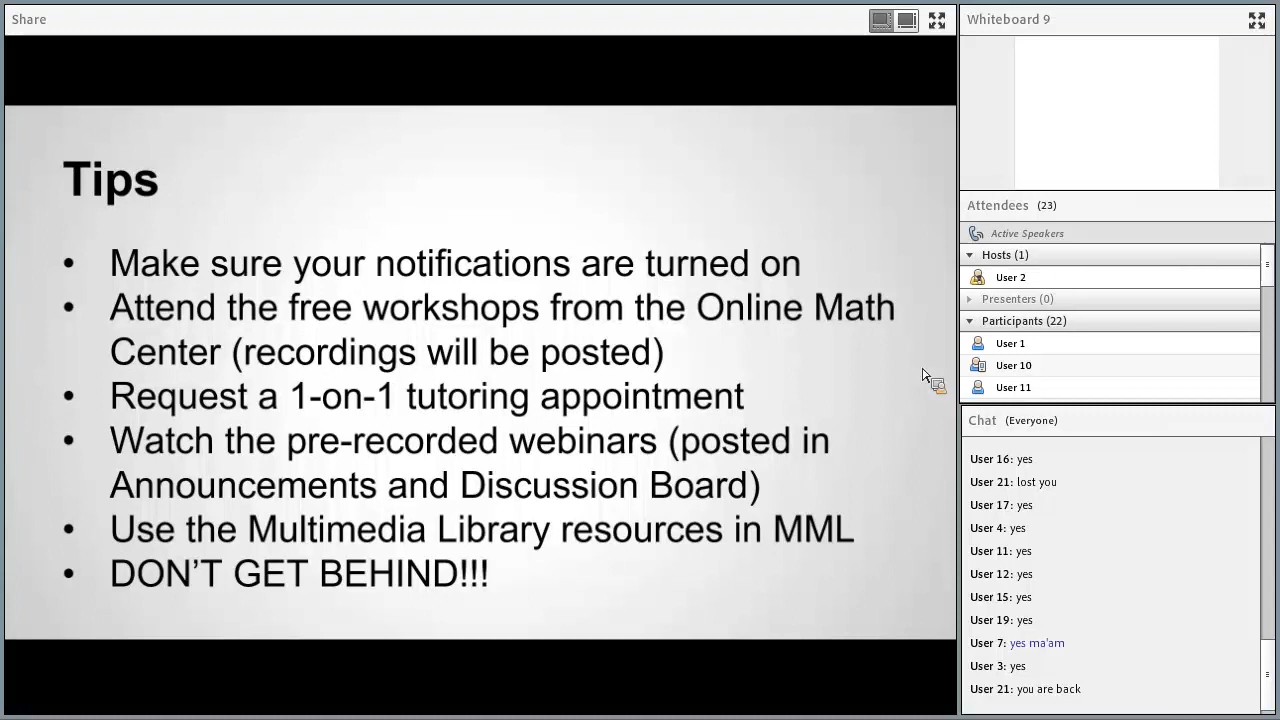 Share
Tips
• Make sure your notifications are turned on
• Attend the free workshops from the Online Math
Center (recordings will be posted)
• Request a 1-on-1 tutoring appointment
• Watch the pre-recorded webinars (posted in
Announcements and Discussion Board)
• Use the Multimedia Library resources in MML
• DON'T GET BEHIND!!!
Whiteboard 9
Attendees (23)
Active Speakers
Hosts (1)
User 2
Presenters (0)
Participants (22)
User 1
User 10
User 11
Chat (Everyone)
User 16: yes
User 21: lost you
User 17: yes
User 4: yes
User 11: yes
User 12: yes
User 15: yes
User 19: yes
User 7: yes ma'am
User 3: yes
User 21: you are back